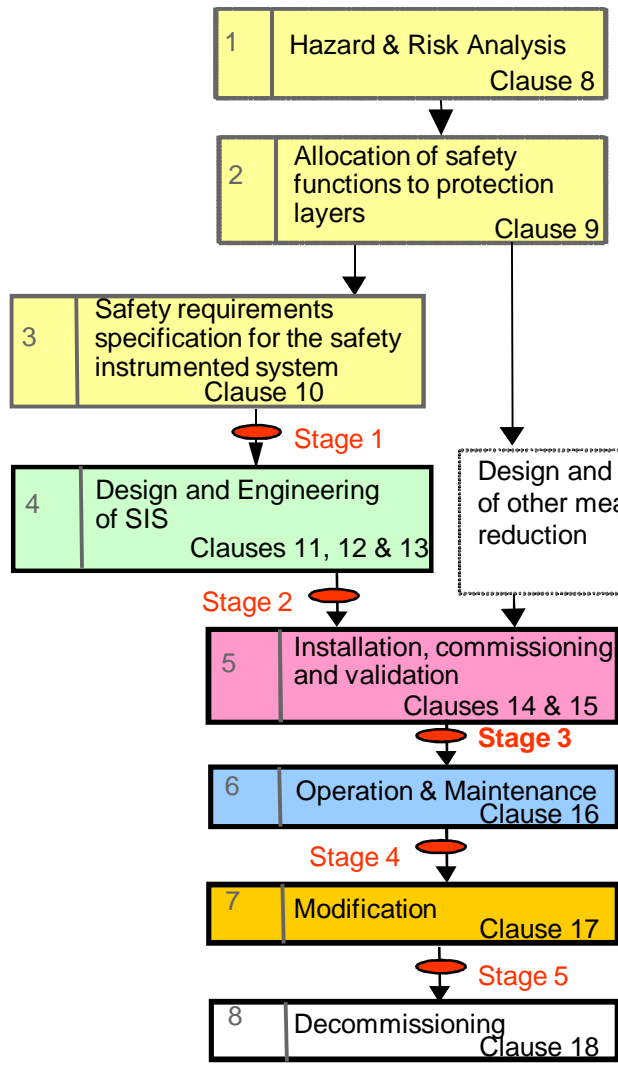 1
Hazard & Risk Analysis
Clause 8
2
Allocation of safety
functions to protection
layers
Clause 9
3
Safety requirements
specification for the safety
instrumented system
Clause 10
Stage 1
4
Design and Engineering
of SIS
Clauses 11, 12 & 13
Design and
of other mea
reduction
Stage 2
5
Installation, commissioning
and validation
Clauses 14 & 15
Stage 3
6
Operation & Maintenance
Clause 16
Stage 4
7
Modification
Clause 17
Stage 5
8
Decommissioning
Clause 18